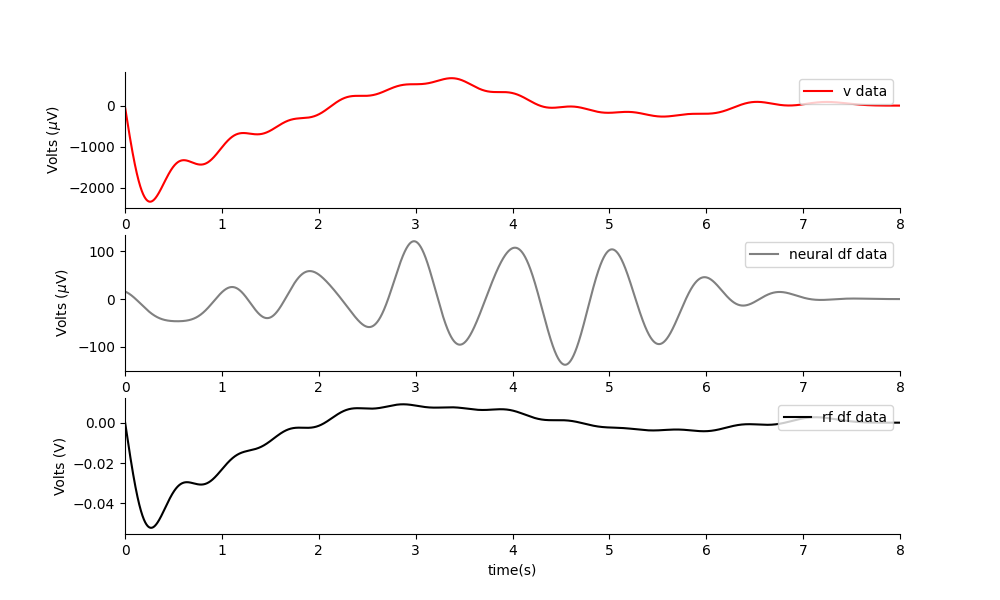 v data
0
−1000
−2000
Volts (μV)
0 1 2 3 4 5 6 7 8
neural df data
100
0
−100
Volts (μV)
0 1 2 3 4 5 6 7 8
rf df data
0.00
−0.02
−0.04
Volts (V)
0 1 2 3 4 5 6 7 8
time(s)